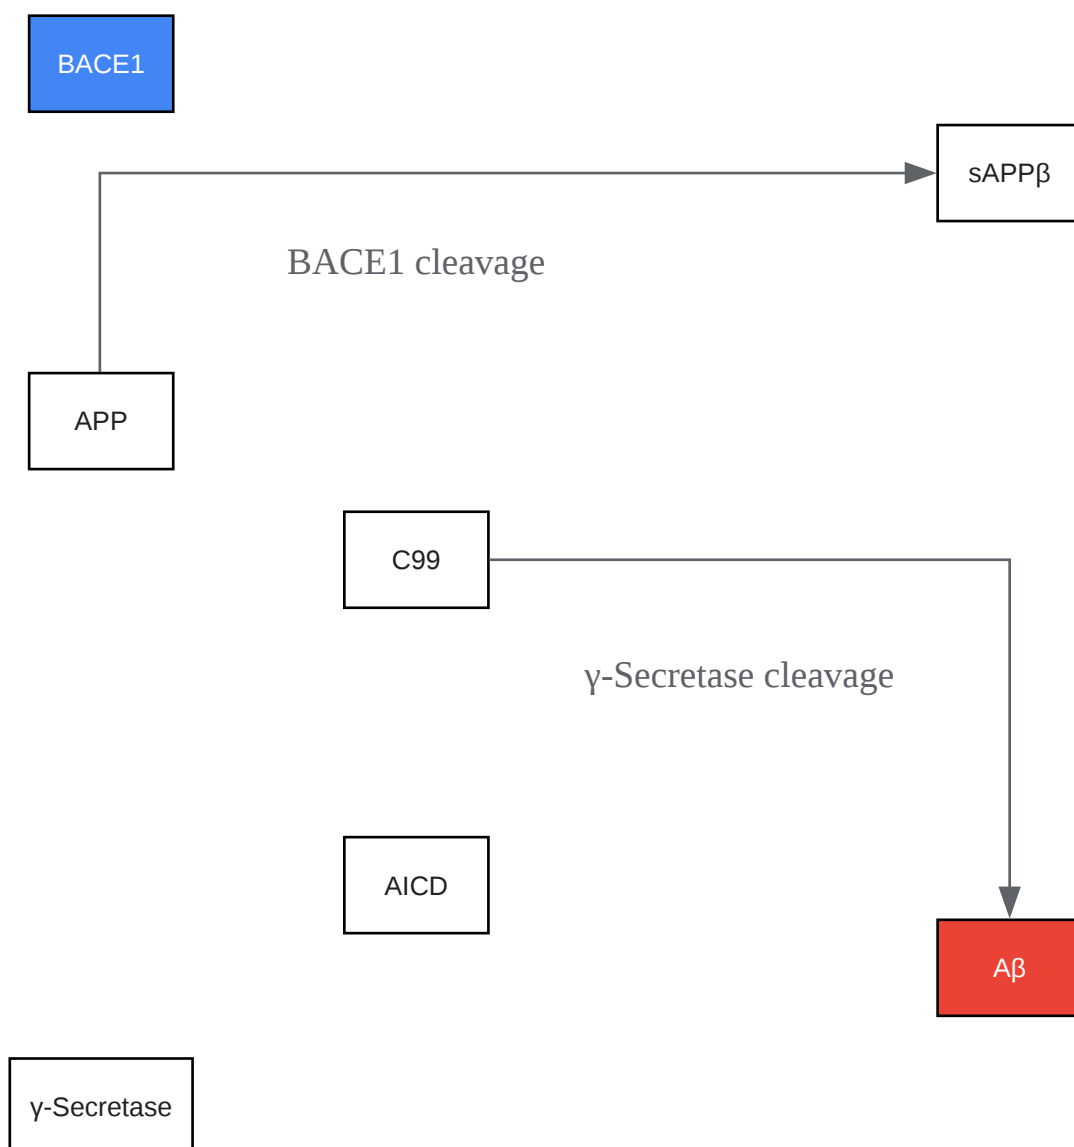 BACE1
sAPPβ
BACE1 cleavage
APP
C99
γ-Secretase cleavage
AICD
Aβ
γ-Secretase